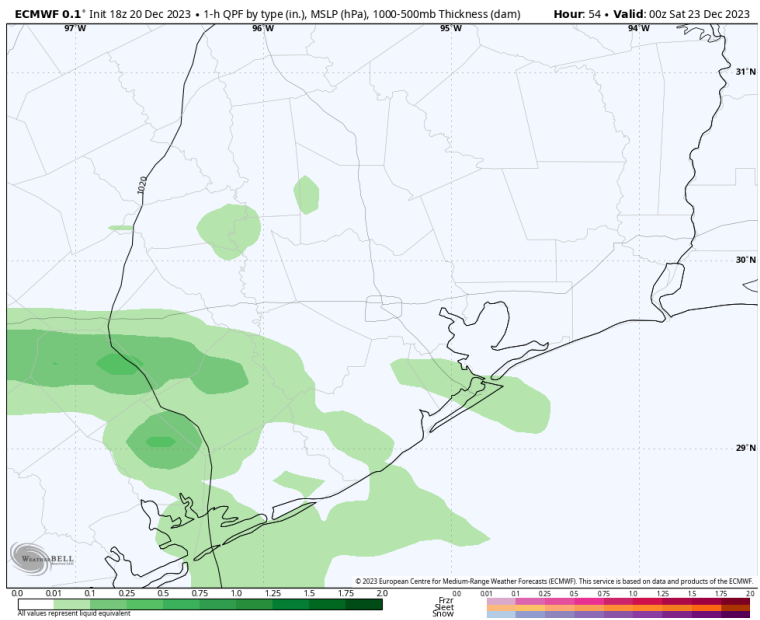 ECMWF 0.1° Init 18z 20 Dec 2023 • 1-h QPF by type (in.), MSLP (hPa), 1000-500mb Thickness (dam)
Hour: 54 • Valid: 00z Sat 23 Dec 2023
97°W 96°W 95°W 94°W
31°N
1020
30°N
29°N
WEATHERBELL
© 2023 European Centre for Medium-Range Weather Forecasts (ECMWF). This service is based on data and products of the ECMWF.
0.0 0.01 0.1 0.25 0.5 0.75 1.0 1.25 1.5 1.75 2.0
All values represent liquid equivalent
0.0 0.01 0.1 0.25 0.5 0.75 1.0 1.25 1.5 1.75 2.0
Frzr
Sleet
Snow